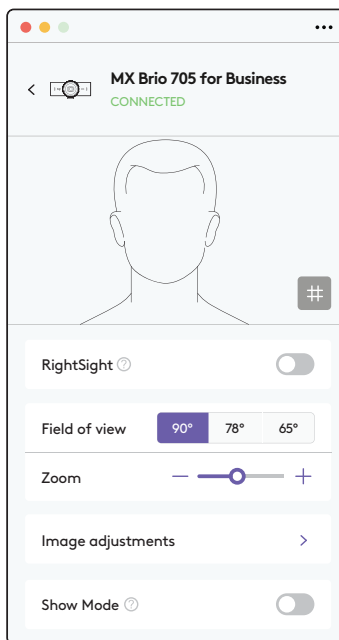 MX Brio 705 for Business
CONNECTED
RightSight
Field of view 90° 78° 65°
Zoom
Image adjustments
Show Mode